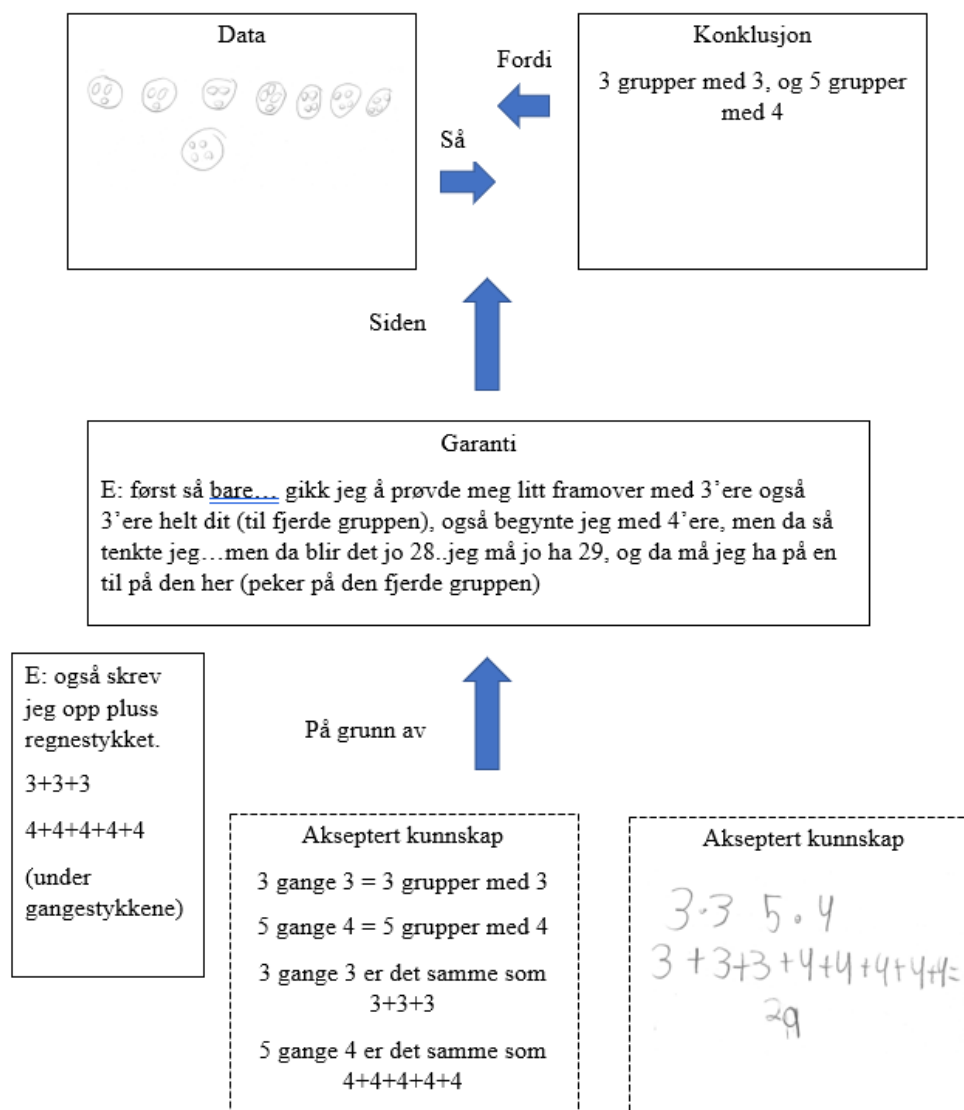 Data
Konklusjon
3 grupper med 3, og 5 grupper
med 4
Fordi
Så
Siden
Garanti
E: først så bare… gikk jeg å prøvde meg litt framover med 3’ere også
3’ere helt dit (til fjerde gruppen), også begynte jeg med 4’ere, men da så
tenkte jeg…men da blir det jo 28..jeg må jo ha 29, og da må jeg ha på en
til på den her (peker på den fjerde gruppen)
E: også skrev
jeg opp pluss
regnestykket.
3+3+3
4+4+4+4+4
(under
gangestykkene)
På grunn av
Akseptert kunnskap
3 gange 3 = 3 grupper med 3
5 gange 4 = 5 grupper med 4
3 gange 3 er det samme som
3+3+3
5 gange 4 er det samme som
4+4+4+4+4
Akseptert kunnskap
3·3 5·4
3+3+3+4+4+4+4+4=
29